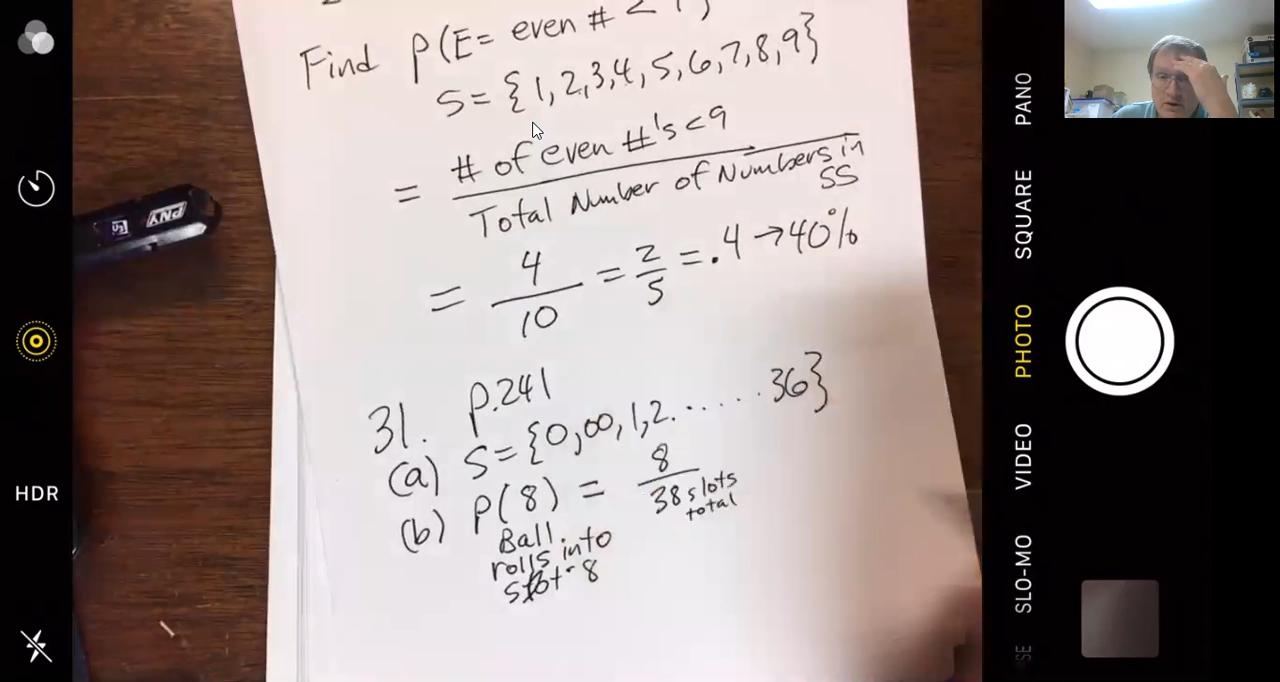 Find P(E= even # <
S = {1,2,3,4,5,6,7,8,9}
= # of even #'s < 9
Total Number of Numbers in
SS
= 4/10 = 2/5 = .4 → 40%
31. p.241
(a) S = {0,00,1,2.......36}
(b) P(8) = 8/38 slots
total
Ball
rolls into
slot 8
PNY
HDR
PANO
SQUARE
PHOTO
VIDEO
SLO-MO
SE